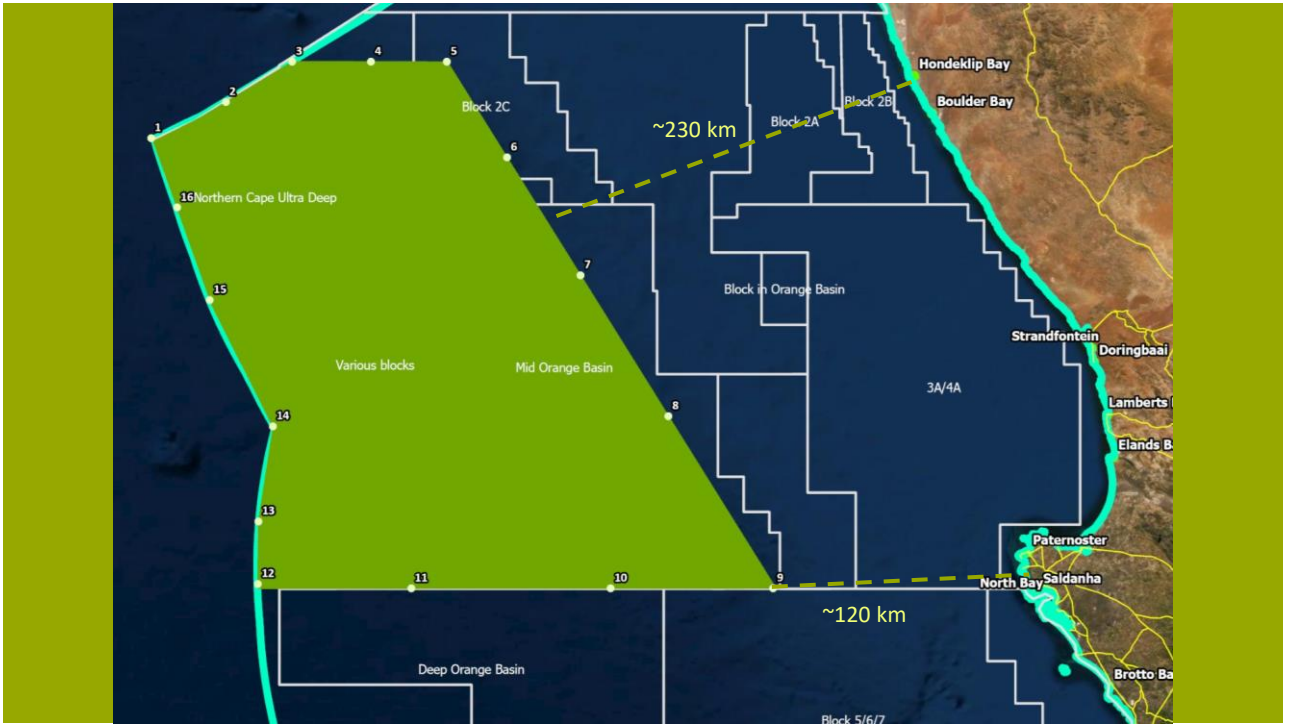 3
4
5
Hondeklip Bay
2
Block 2C
Block 2B
Boulder Bay
~230 km
Block 2A
1
6
16
Northern Cape Ultra Deep
7
15
Block in Orange Basin
Strandfontein
Doringbaai
Various blocks
Mid Orange Basin
3A/4A
8
Lamberts
14
Elands B
13
Paternoster
12
11
10
9
North Bay
Saldanha
~120 km
Deep Orange Basin
Brotto Ba
Block 5/6/7